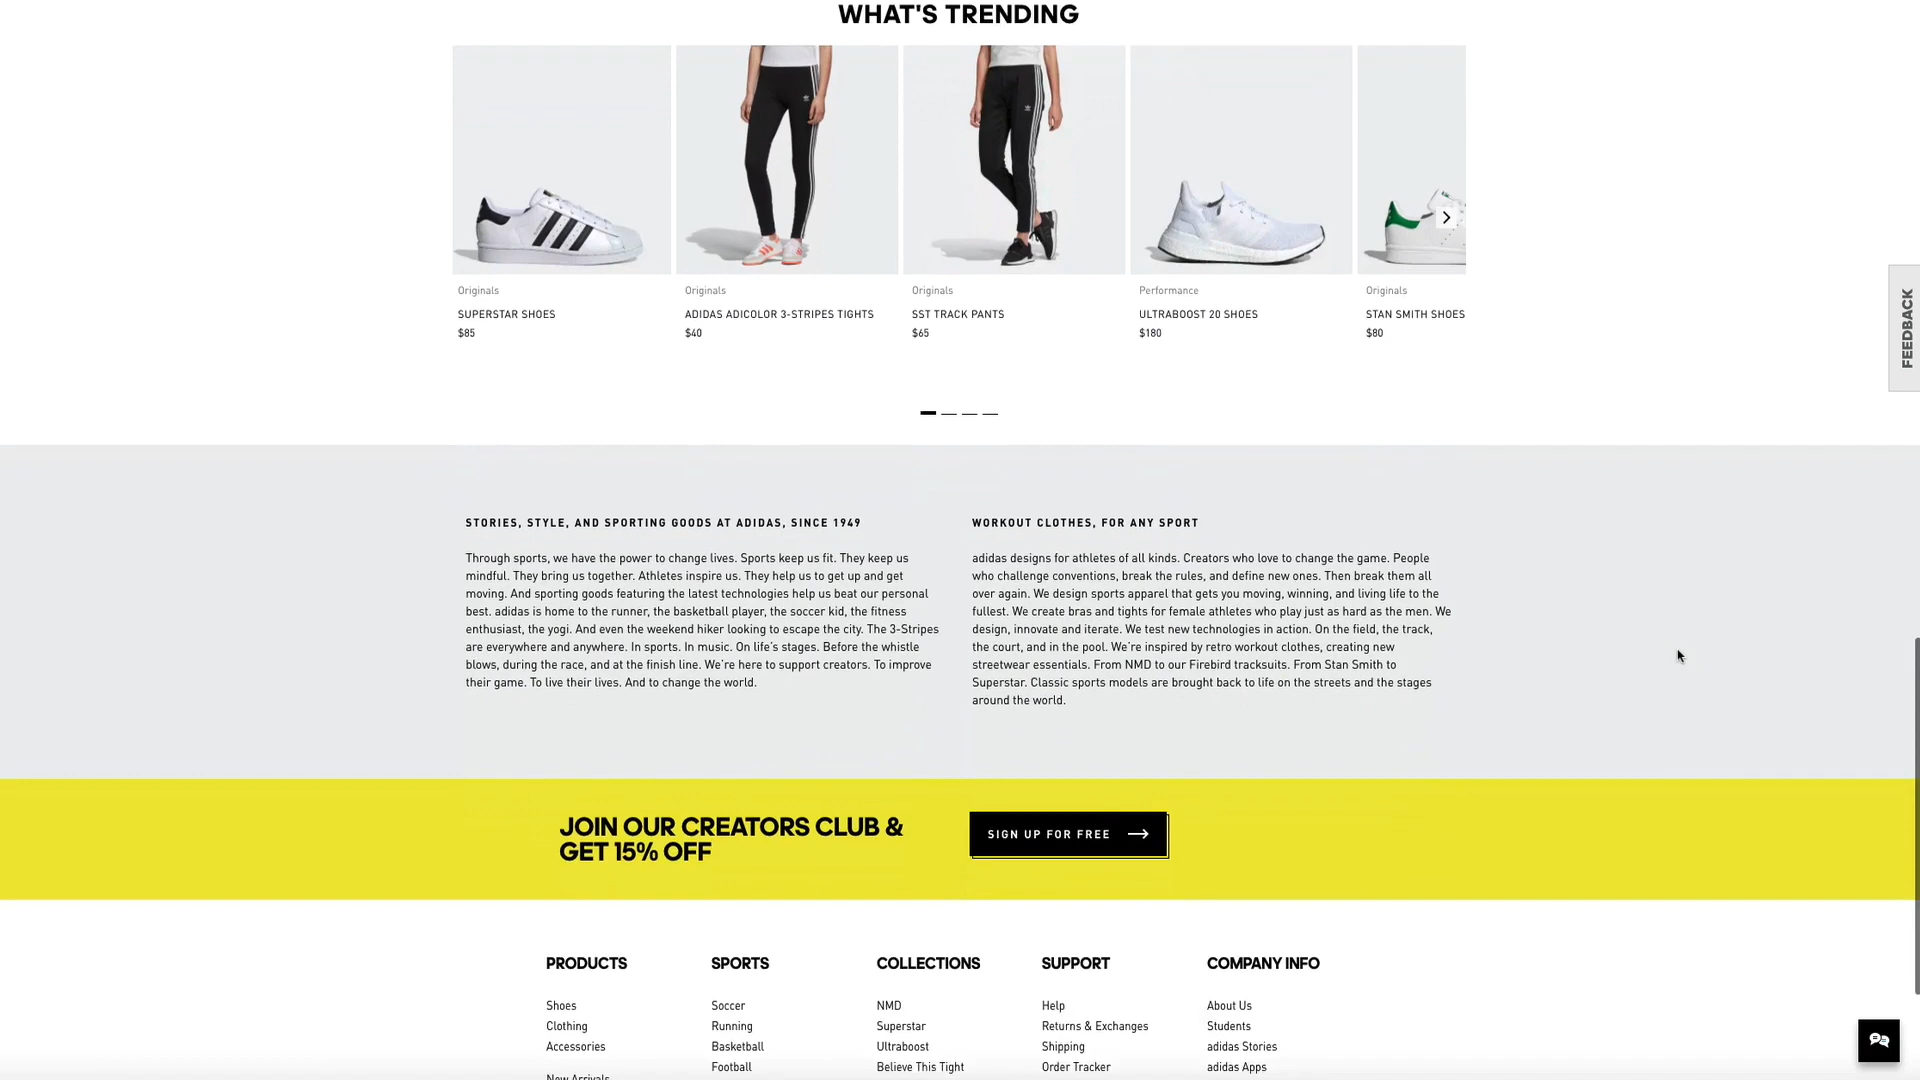 WHAT'S TRENDING
Originals
SUPERSTAR SHOES
$85
Originals
ADIDAS ADICOLOR 3-STRIPES TIGHTS
$40
Originals
SST TRACK PANTS
$65
Performance
ULTRABOOST 20 SHOES
$180
Originals
STAN SMITH SHOES
$80
FEEDBACK
STORIES, STYLE, AND SPORTING GOODS AT ADIDAS, SINCE 1949
Through sports, we have the power to change lives. Sports keep us fit. They keep us
mindful. They bring us together. Athletes inspire us. They help us to get up and get
moving. And sporting goods featuring the latest technologies help us beat our personal
best. adidas is home to the runner, the basketball player, the soccer kid, the fitness
enthusiast, the yogi. And even the weekend hiker looking to escape the city. The 3-Stripes
are everywhere and anywhere. In sports. In music. On life's stages. Before the whistle
blows, during the race, and at the finish line. We're here to support creators. To improve
their game. To live their lives. And to change the world.
WORKOUT CLOTHES, FOR ANY SPORT
adidas designs for athletes of all kinds. Creators who love to change the game. People
who challenge conventions, break the rules, and define new ones. Then break them all
over again. We design sports apparel that gets you moving, winning, and living life to the
fullest. We create bras and tights for female athletes who play just as hard as the men. We
design, innovate and iterate. We test new technologies in action. On the field, the track,
the court, and in the pool. We're inspired by retro workout clothes, creating new
streetwear essentials. From NMD to our Firebird tracksuits. From Stan Smith to
Superstar. Classic sports models are brought back to life on the streets and the stages
around the world.
JOIN OUR CREATORS CLUB &
GET 15% OFF
SIGN UP FOR FREE
PRODUCTS
Shoes
Clothing
Accessories
New Arrivals
SPORTS
Soccer
Running
Basketball
Football
COLLECTIONS
NMD
Superstar
Ultraboost
Believe This Tight
SUPPORT
Help
Returns & Exchanges
Shipping
Order Tracker
COMPANY INFO
About Us
Students
adidas Stories
adidas Apps